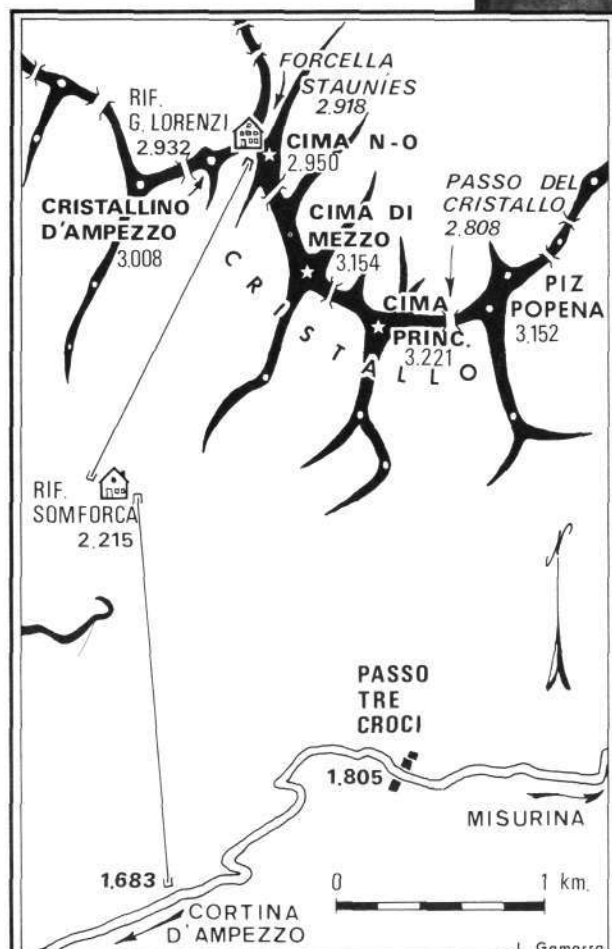 FORCELLA
STAUNÍES
2.918
RIF.
G. LORENZI
2.932
CIMA N-O
2.950
PASSO DEL
CRISTALLO
2.808
CRISTALLINO
D'AMPEZZO
3.008
CIMA DI
MEZZO
3.154
CRISTALLO
CIMA
PRINC.
3.221
PIZ
POPENA
3.152
RIF.
SOMFORCA
2.215
N
PASSO
TRE
CROCI
1.805
MISURINA
1.683
0 1 km.
CORTINA
D'AMPEZZO